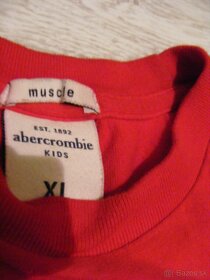 muscle
EST. 1892
abercrombie
KIDS
XL